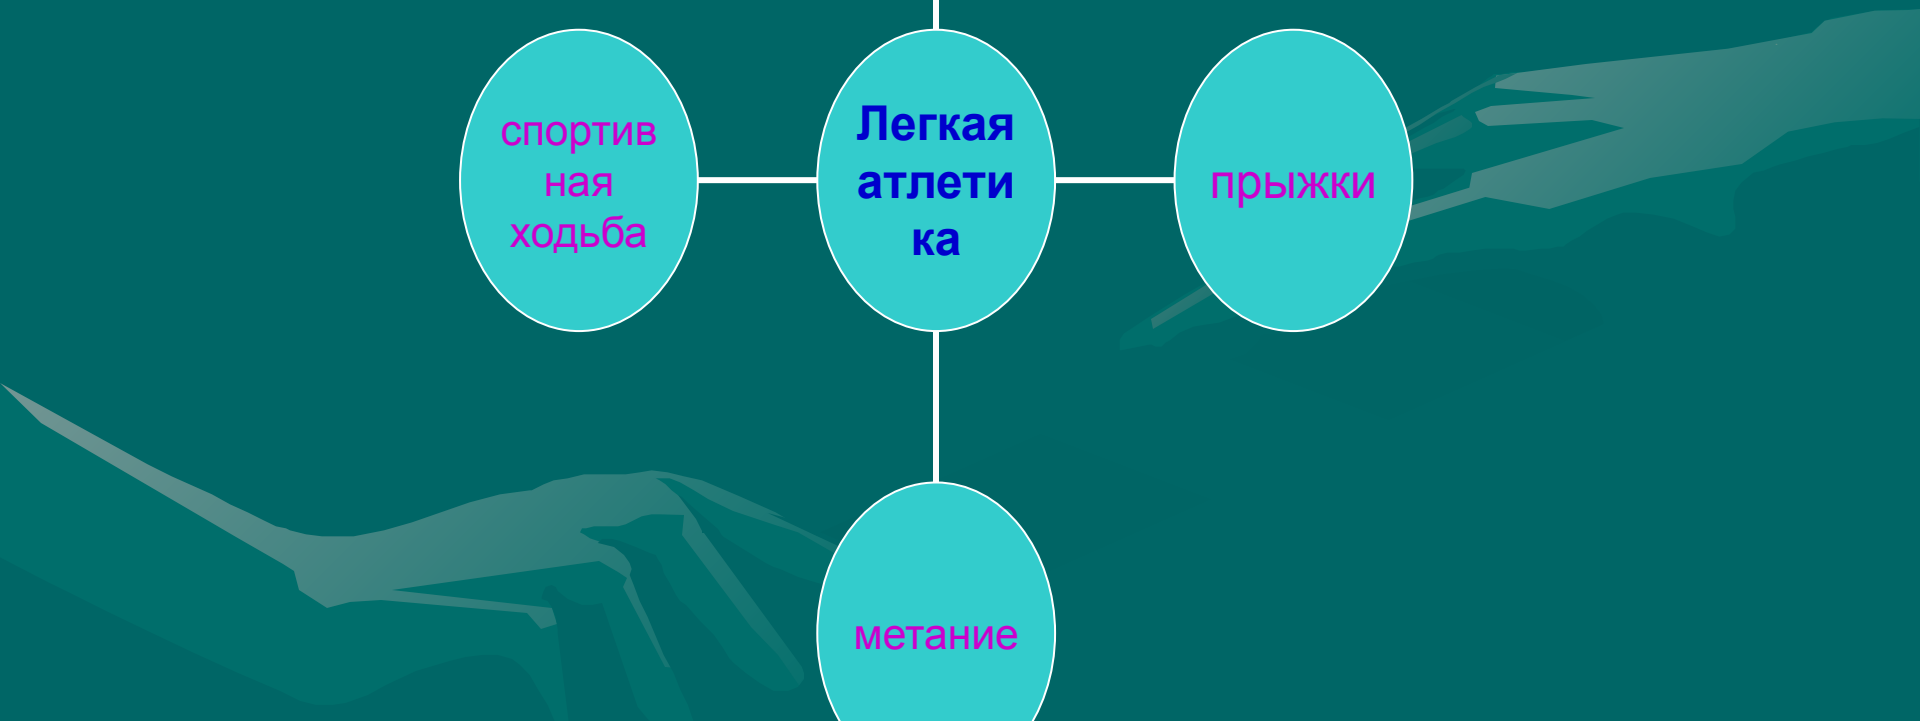 спортив
ная
ходьба
Легкая
атлети
ка
прыжки
метание